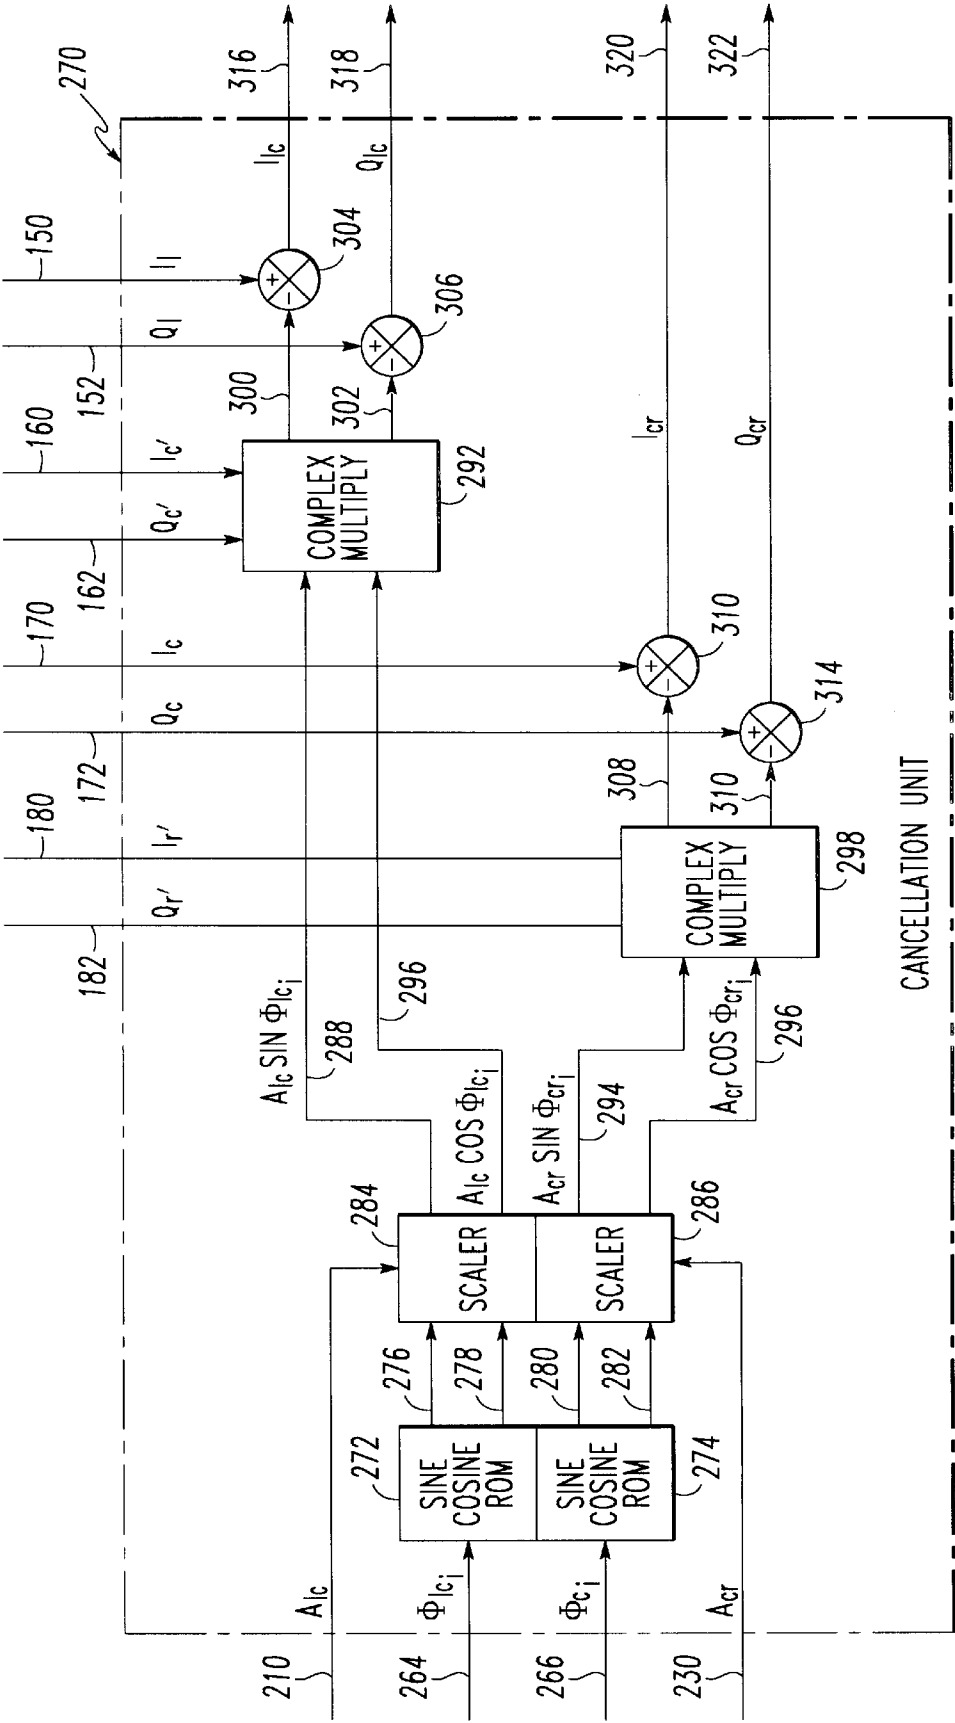 270
316
318
320
322
150
152
160
162
170
172
180
182
I_l
Q_l
I_c'
Q_c'
I_c
Q_c
I_r'
Q_r'
I_lc
Q_lc
I_cr
Q_cr
+
-
304
+
-
306
300
302
COMPLEX
MULTIPLY
292
+
-
310
+
-
314
308
310
COMPLEX
MULTIPLY
298
A_lc SIN Φ_lc_i
288
296
A_lc COS Φ_lc_i
A_cr SIN Φ_cr_i
294
A_cr COS Φ_cr_i
296
284
SCALER
SCALER
286
276
278
280
282
272
SINE
COSINE
ROM
SINE
COSINE
ROM
274
A_lc
Φ_lc_i
Φ_c_i
A_cr
210
264
266
230
CANCELLATION UNIT